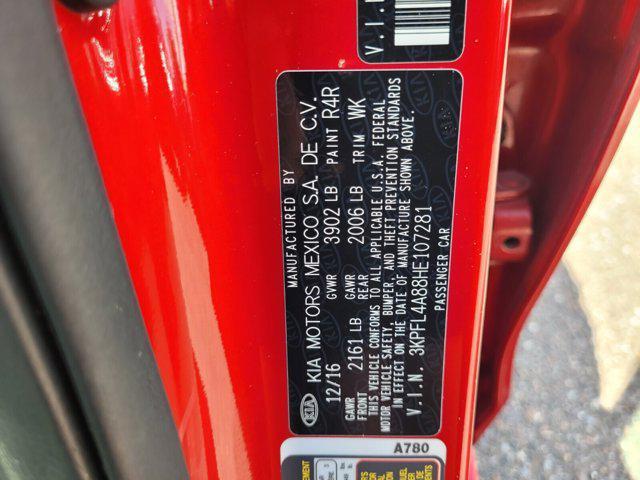 V.I.N
MANUFACTURED BY
KIA KIA MOTORS MEXICO S.A. DE C.V.
12/16 GVWR 3902 LB PAINT R4R
GAWR FRONT 2161 LB GAWR REAR 2006 LB TRIM WK
THIS VEHICLE CONFORMS TO ALL APPLICABLE U.S.A. FEDERAL
MOTOR VEHICLE SAFETY, BUMPER, AND THEFT PREVENTION STANDARDS
IN EFFECT ON THE DATE OF MANUFACTURE SHOWN ABOVE.
V.I.N. 3KPFL4A88HE107281
PASSENGER CAR
A780